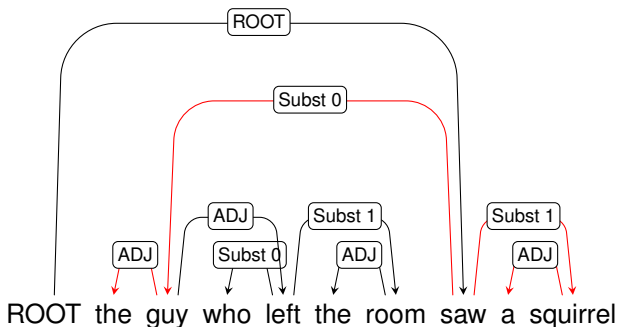 ROOT
Subst 0
ADJ Subst 1 Subst 1
ADJ Subst 0 ADJ ADJ
ROOT the guy who left the room saw a squirrel